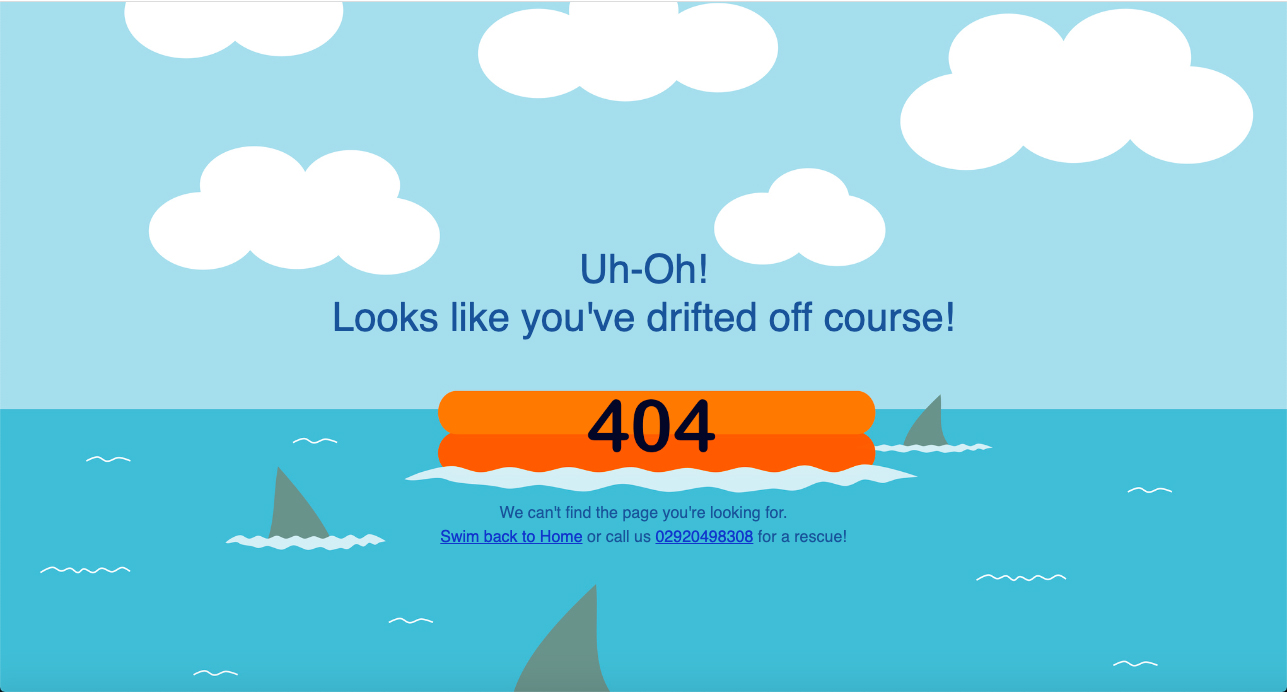 Uh-Oh!
Looks like you've drifted off course!
404
We can't find the page you're looking for.
Swim back to Home or call us 02920498308 for a rescue!